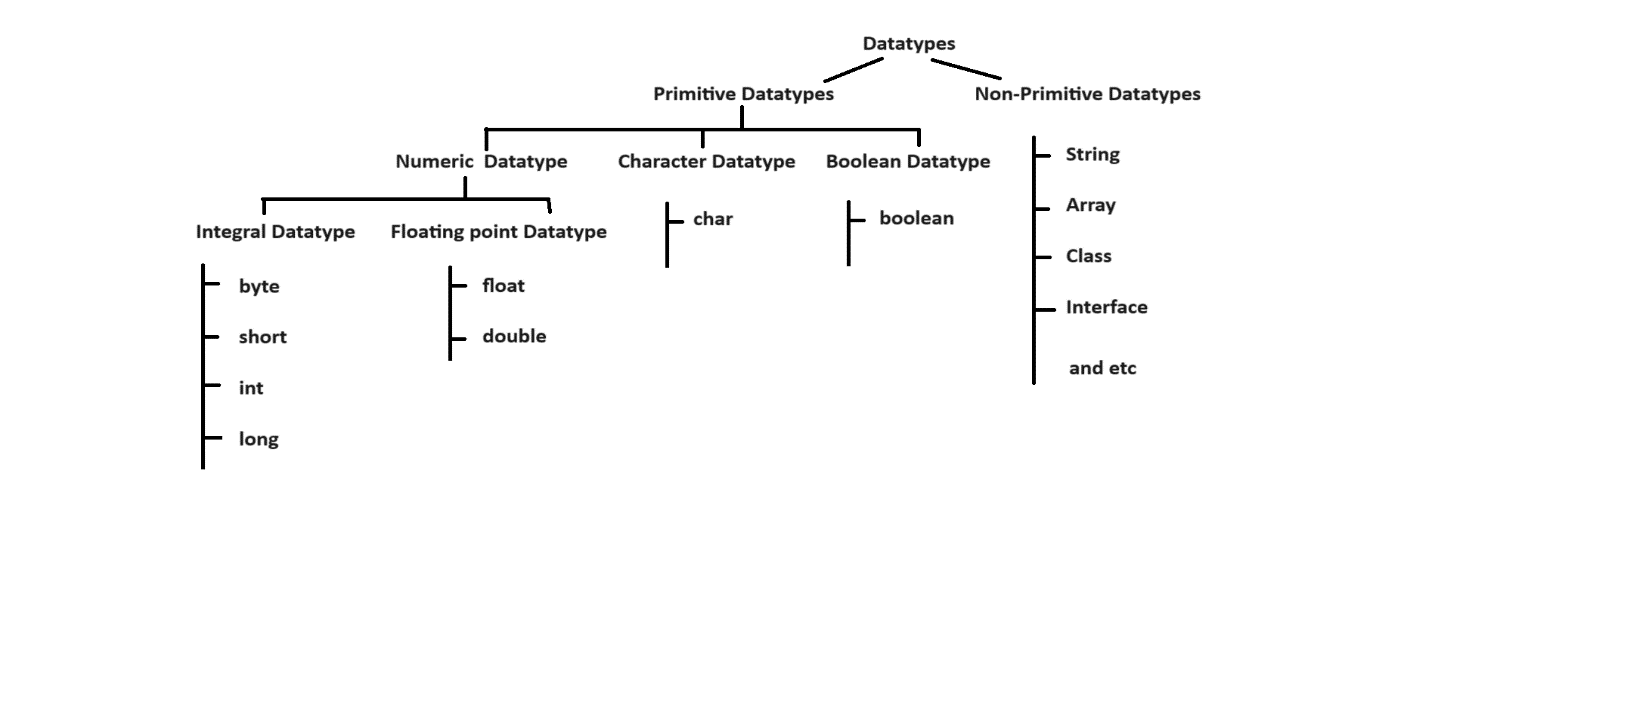 Datatypes
Primitive Datatypes
Non-Primitive Datatypes
Numeric Datatype
Character Datatype
Boolean Datatype
Integral Datatype
Floating point Datatype
byte
short
int
long
float
double
char
boolean
String
Array
Class
Interface
and etc